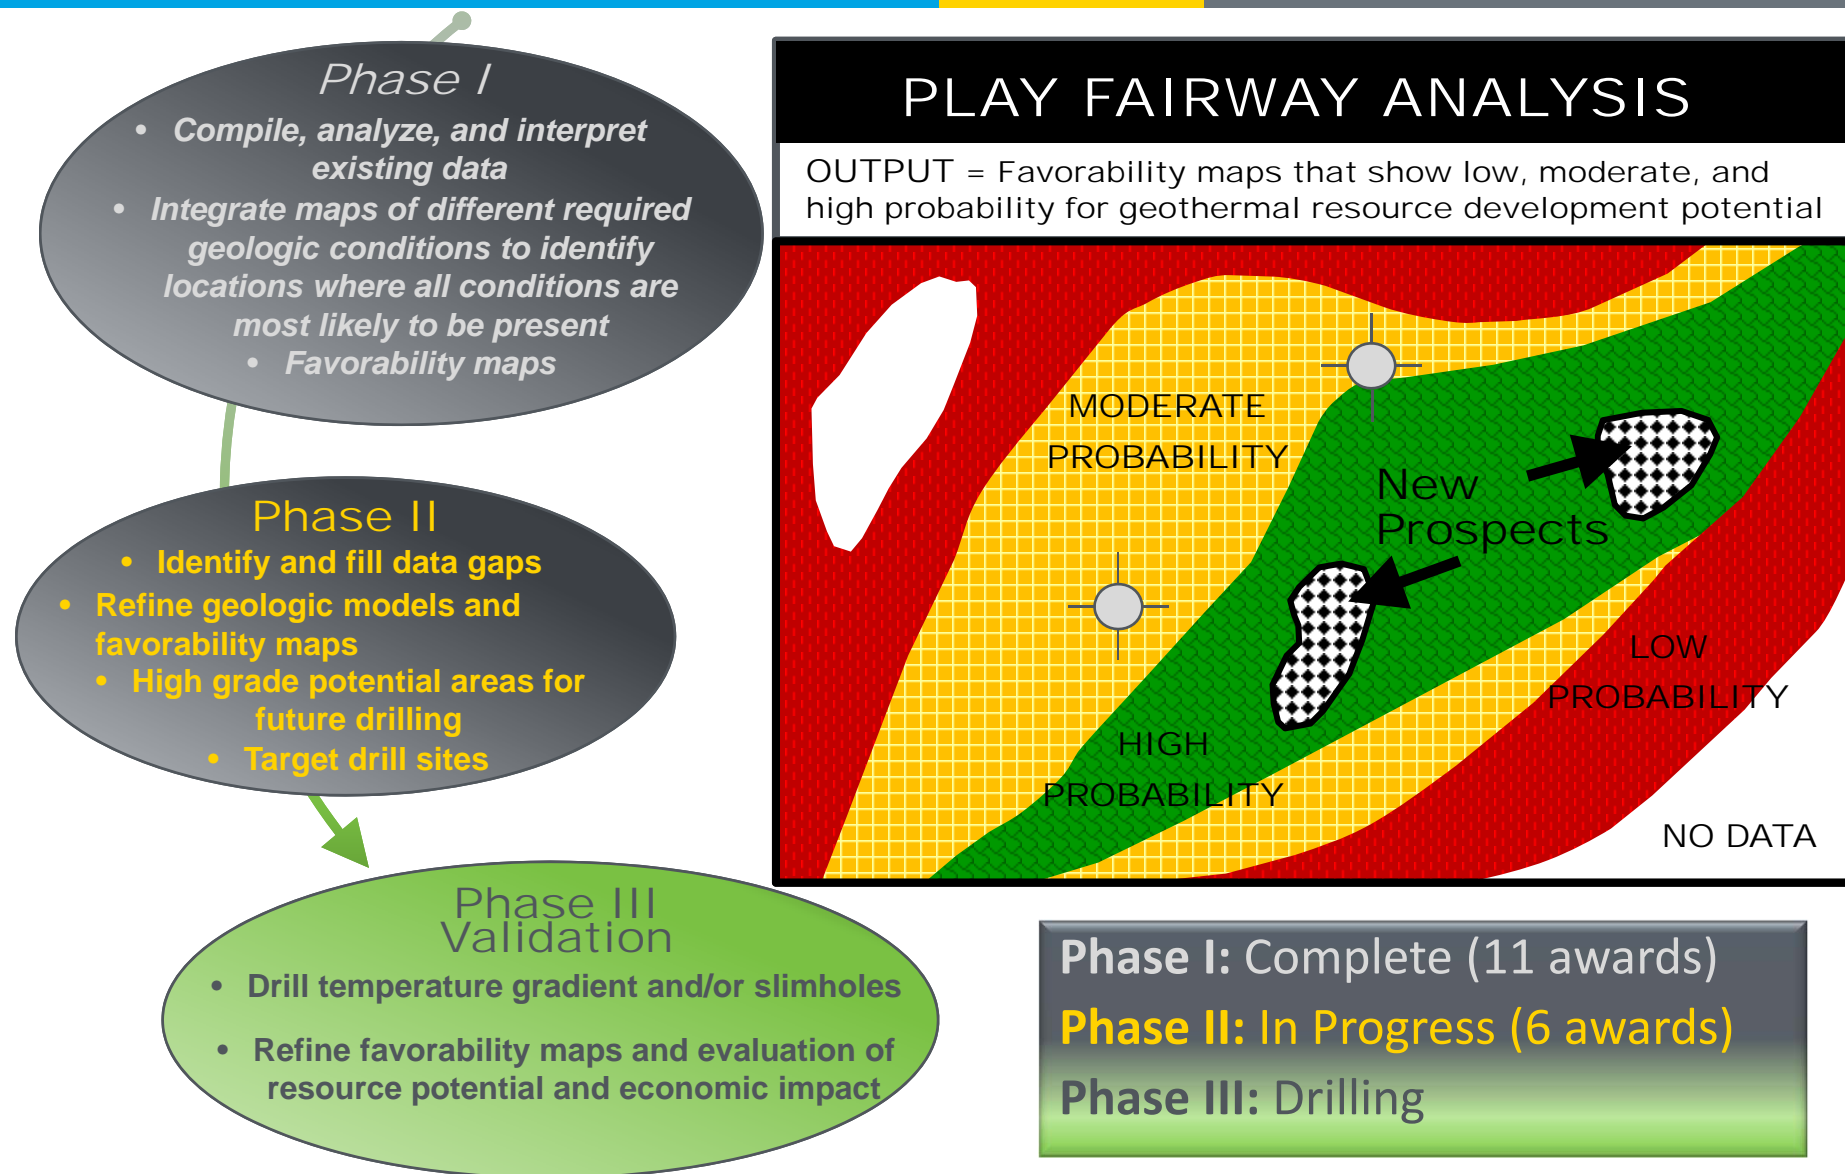 Phase I
• Compile, analyze, and interpret
existing data
• Integrate maps of different required
geologic conditions to identify
locations where all conditions are
most likely to be present
• Favorability maps
Phase II
• Identify and fill data gaps
• Refine geologic models and
favorability maps
• High grade potential areas for
future drilling
• Target drill sites
Phase III
Validation
• Drill temperature gradient and/or slimholes
• Refine favorability maps and evaluation of
resource potential and economic impact
PLAY FAIRWAY ANALYSIS
OUTPUT = Favorability maps that show low, moderate, and
high probability for geothermal resource development potential
MODERATE
PROBABILITY
New
Prospects
LOW
PROBABILITY
HIGH
PROBABILITY
NO DATA
Phase I: Complete (11 awards)
Phase II: In Progress (6 awards)
Phase III: Drilling